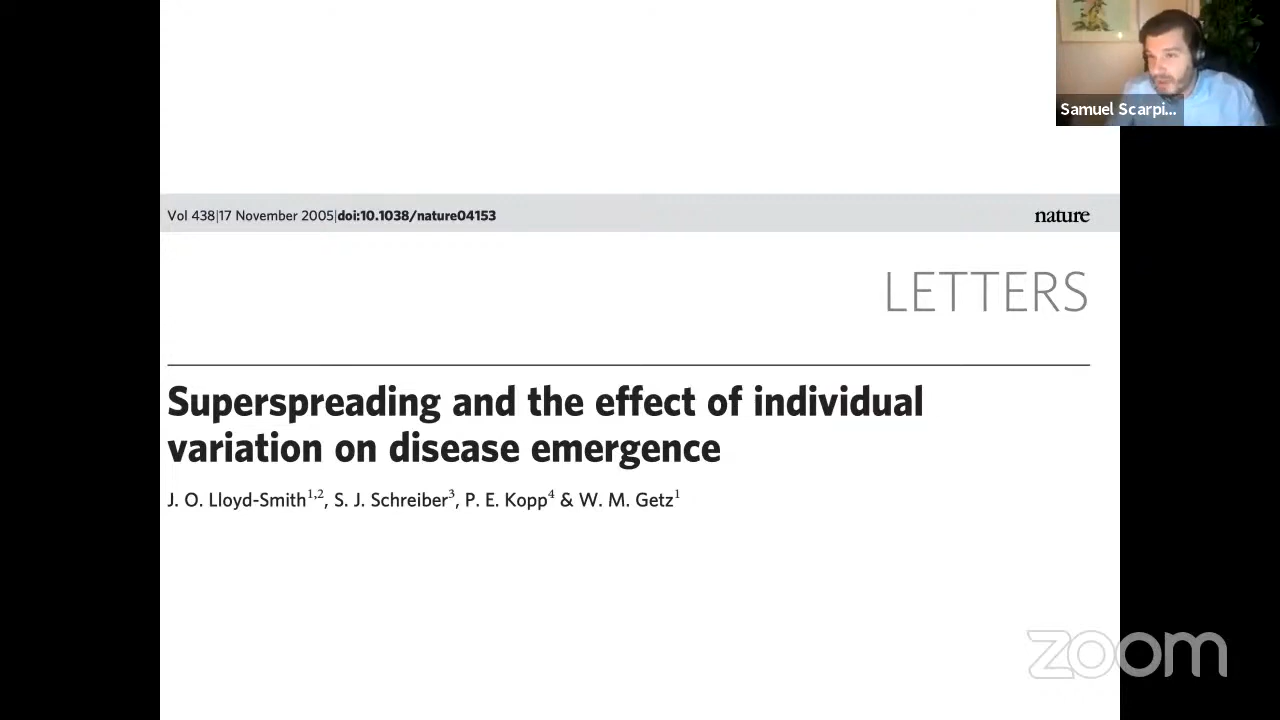 Samuel Scarpi...
Vol 438|17 November 2005|doi:10.1038/nature04153
nature
LETTERS
Superspreading and the effect of individual
variation on disease emergence
J. O. Lloyd-Smith1,2, S. J. Schreiber3, P. E. Kopp4 & W. M. Getz1
zoom